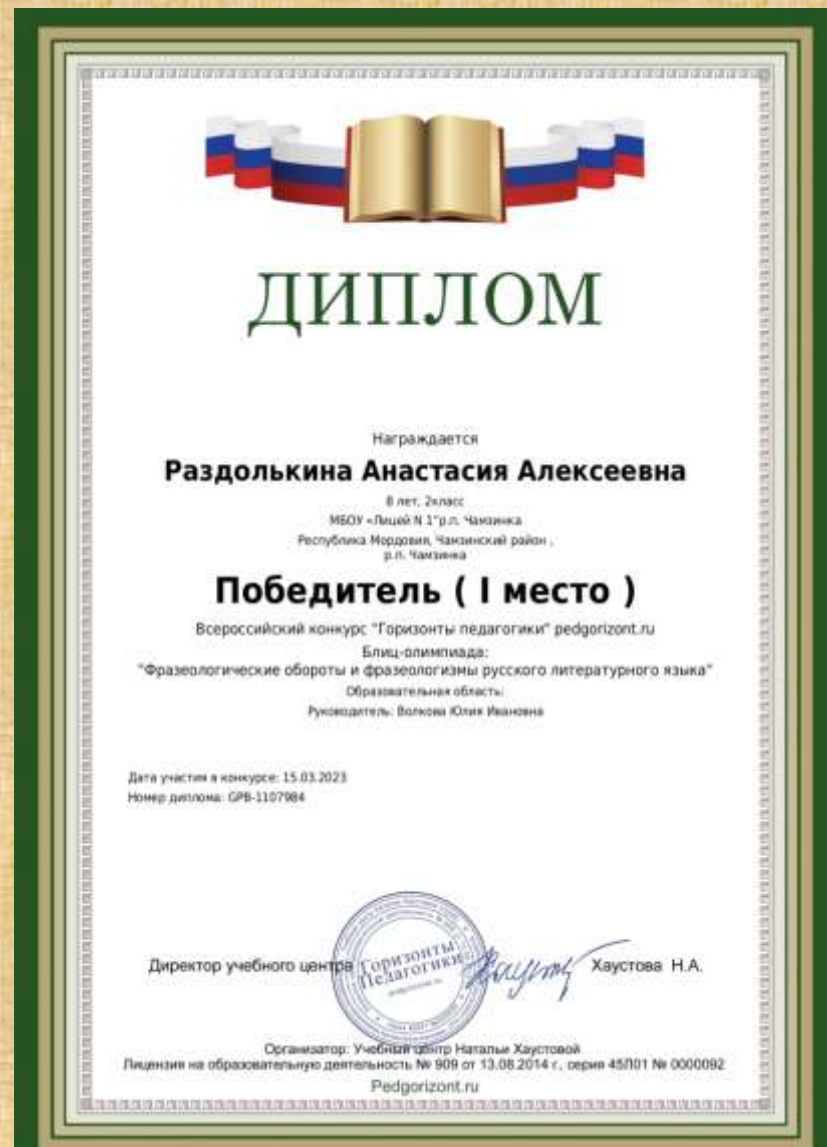 ДИПЛОМ
Награждается
Раздолькина Анастасия Алексеевна
8 лет, 2класс
МБОУ «Лицей N 1"р.п. Чамзинка
Республика Мордовия, Чамзинский район ,
р.п. Чамзинка
Победитель ( I место )
Всероссийский конкурс "Горизонты педагогики" pedgorizont.ru
Блиц-олимпиада:
"Фразеологические обороты и фразеологизмы русского литературного языка"
Образовательная область:
Руководитель: Волкова Юлия Ивановна
Дата участия в конкурсе: 15.03.2023
Номер диплома: GPB-1107984
Горизонты
Педагогики
Директор учебного центра Хаустова Н.А.
Организатор: Учебный центр Натальи Хаустовой
Лицензия на образовательную деятельность № 909 от 13.08.2014 г., серия 45Л01 № 0000092
Pedgorizont.ru